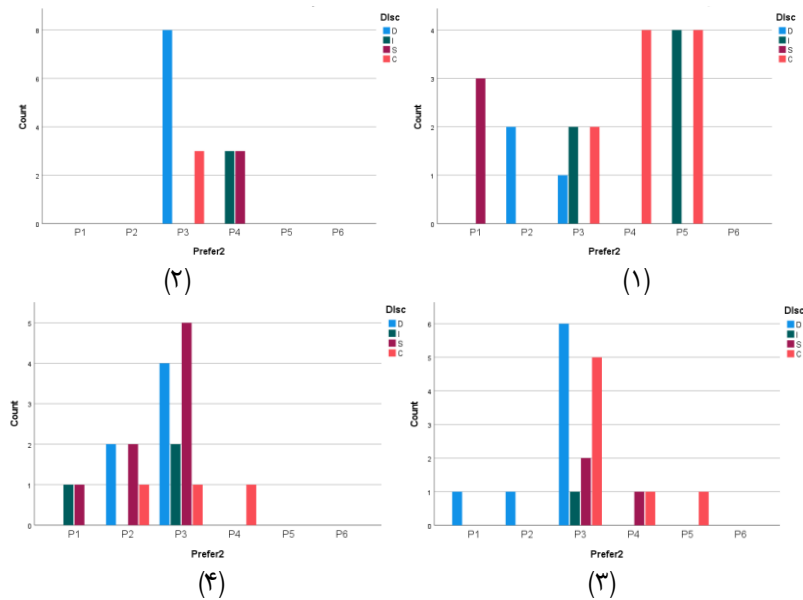 DIsc
D
I
S
C
8
6
4
2
0
Count
P1 P2 P3 P4 P5 P6
Prefer2
(۲)
DIsc
D
I
S
C
4
3
2
1
0
Count
P1 P2 P3 P4 P5 P6
Prefer2
(۱)
DIsc
D
I
S
C
5
4
3
2
1
0
Count
P1 P2 P3 P4 P5 P6
Prefer2
(۴)
DIsc
D
I
S
C
6
5
4
3
2
1
0
Count
P1 P2 P3 P4 P5 P6
Prefer2
(۳)